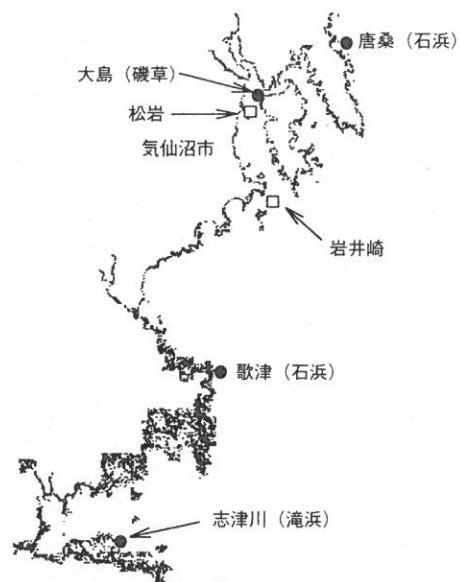 唐桑（石浜）
大島（磯草）
松岩
気仙沼市
岩井崎
歌津（石浜）
志津川（滝浜）